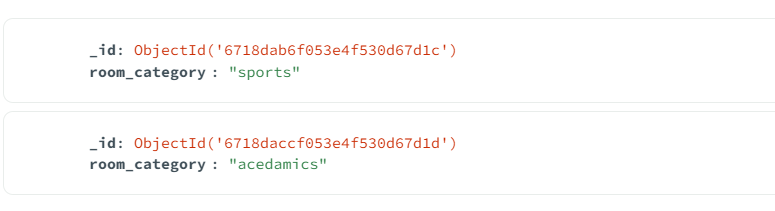 _id: ObjectId('6718dab6f053e4f530d67d1c')
room_category : "sports"
_id: ObjectId('6718daccf053e4f530d67d1d')
room_category : "acedamics"